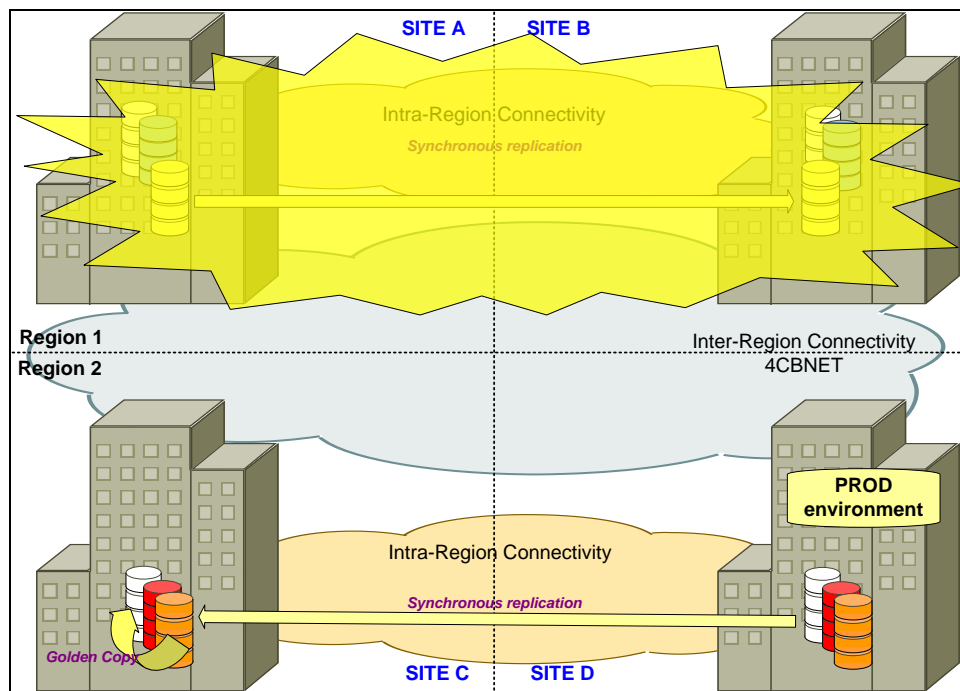 SITE A
SITE B
Intra-Region Connectivity
Synchronous replication
Region 1
Region 2
Inter-Region Connectivity
4CBNET
PROD
environment
Intra-Region Connectivity
Synchronous replication
Golden Copy
SITE C
SITE D